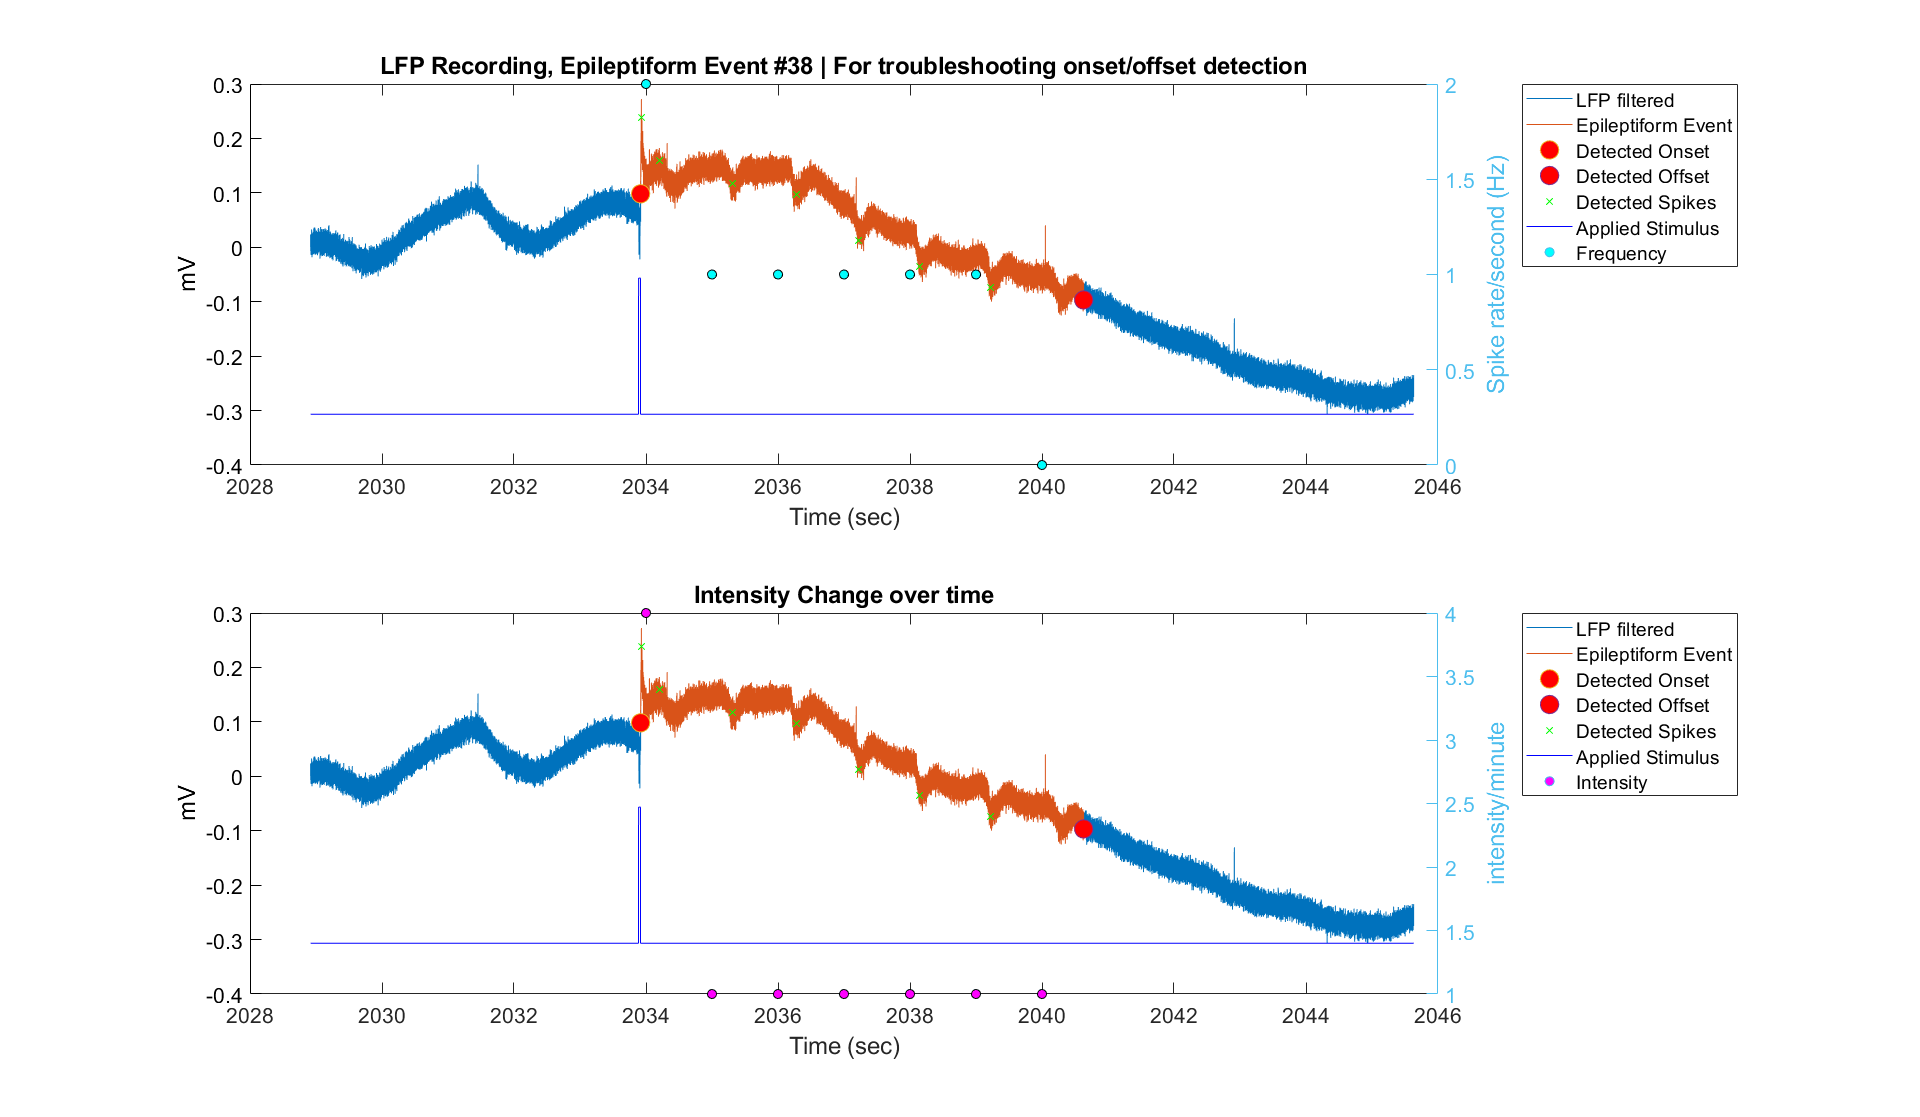 LFP Recording, Epileptiform Event #38 | For troubleshooting onset/offset detection
0.3
0.2
0.1
0
-0.1
-0.2
-0.3
-0.4
mV
2028 2030 2032 2034 2036 2038 2040 2042 2044 2046
Time (sec)
2
1.5
1
0.5
0
Spike rate/second (Hz)
LFP filtered
Epileptiform Event
Detected Onset
Detected Offset
Detected Spikes
Applied Stimulus
Frequency
Intensity Change over time
0.3
0.2
0.1
0
-0.1
-0.2
-0.3
-0.4
mV
2028 2030 2032 2034 2036 2038 2040 2042 2044 2046
Time (sec)
4
3.5
3
2.5
2
1.5
1
intensity/minute
LFP filtered
Epileptiform Event
Detected Onset
Detected Offset
Detected Spikes
Applied Stimulus
Intensity